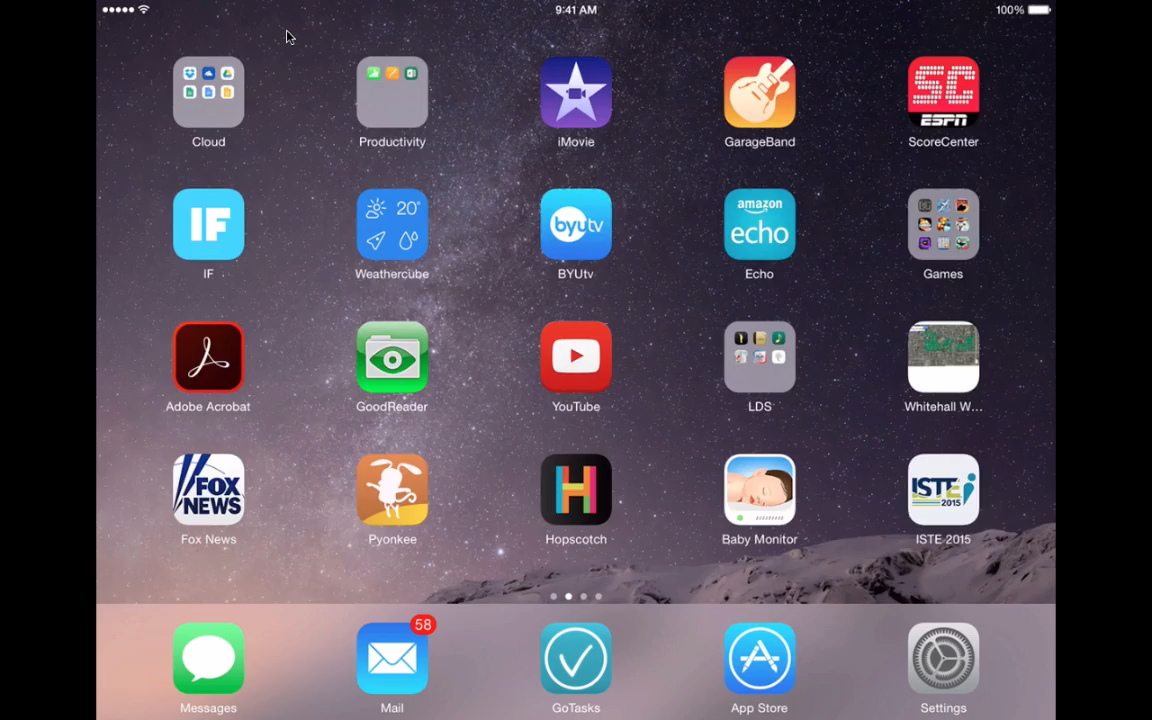 9:41 AM
100%
SC
ESPN
Cloud
Productivity
iMovie
GarageBand
ScoreCenter
IF
20°
byutv
amazon
echo
IF
Weathercube
BYUtv
Echo
Games
Adobe Acrobat
GoodReader
YouTube
LDS
Whitehall W...
FOX
NEWS
H
ISTE
2015
Fox News
Pyonkee
Hopscotch
Baby Monitor
ISTE 2015
58
Messages
Mail
GoTasks
App Store
Settings